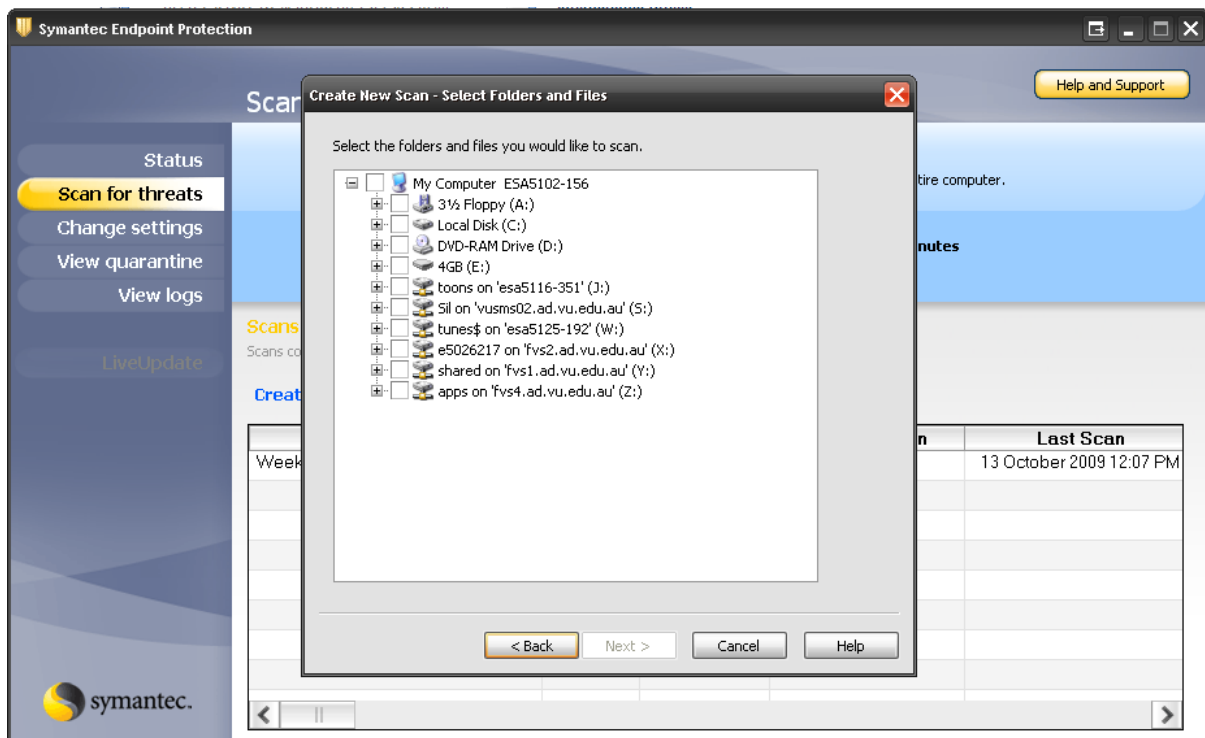 Symantec Endpoint Protection
Help and Support
Scan
Create New Scan - Select Folders and Files
Select the folders and files you would like to scan.
Status
Scan for threats
Change settings
View quarantine
View logs
LiveUpdate
My Computer ESA5102-156
3½ Floppy (A:)
Local Disk (C:)
DVD-RAM Drive (D:)
4GB (E:)
toons on 'esa5116-351' (J:)
Sil on 'vusms02.ad.vu.edu.au' (S:)
tunes$ on 'esa5125-192' (W:)
e5026217 on 'fvs2.ad.vu.edu.au' (X:)
shared on 'fvs1.ad.vu.edu.au' (Y:)
apps on 'fvs4.ad.vu.edu.au' (Z:)
tire computer.
nutes
Scans
Scans co
Creat
n Last Scan
Week 13 October 2009 12:07 PM
< Back Next > Cancel Help
symantec.